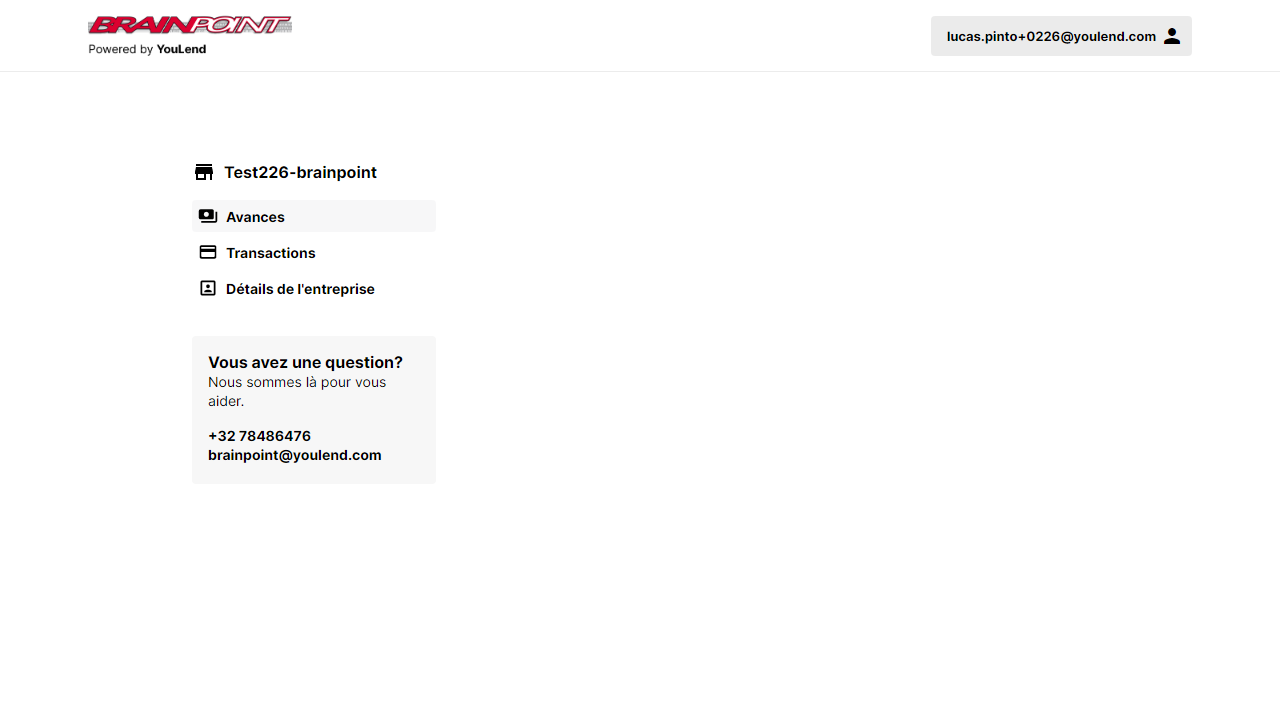 BRAINPOINT
Powered by YouLend
lucas.pinto+0226@youlend.com
Test226-brainpoint
Avances
Transactions
Détails de l'entreprise
Vous avez une question?
Nous sommes là pour vous
aider.
+32 78486476
brainpoint@youlend.com